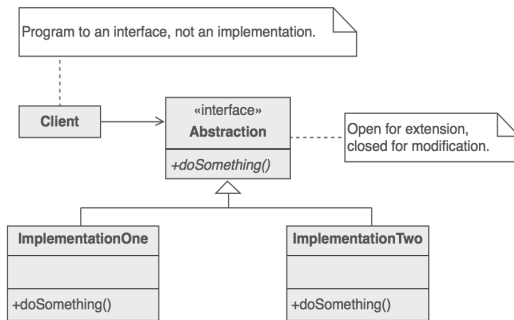 Program to an interface, not an implementation.
Client
«interface»
Abstraction
+doSomething()
Open for extension,
closed for modification.
ImplementationOne
+doSomething()
ImplementationTwo
+doSomething()